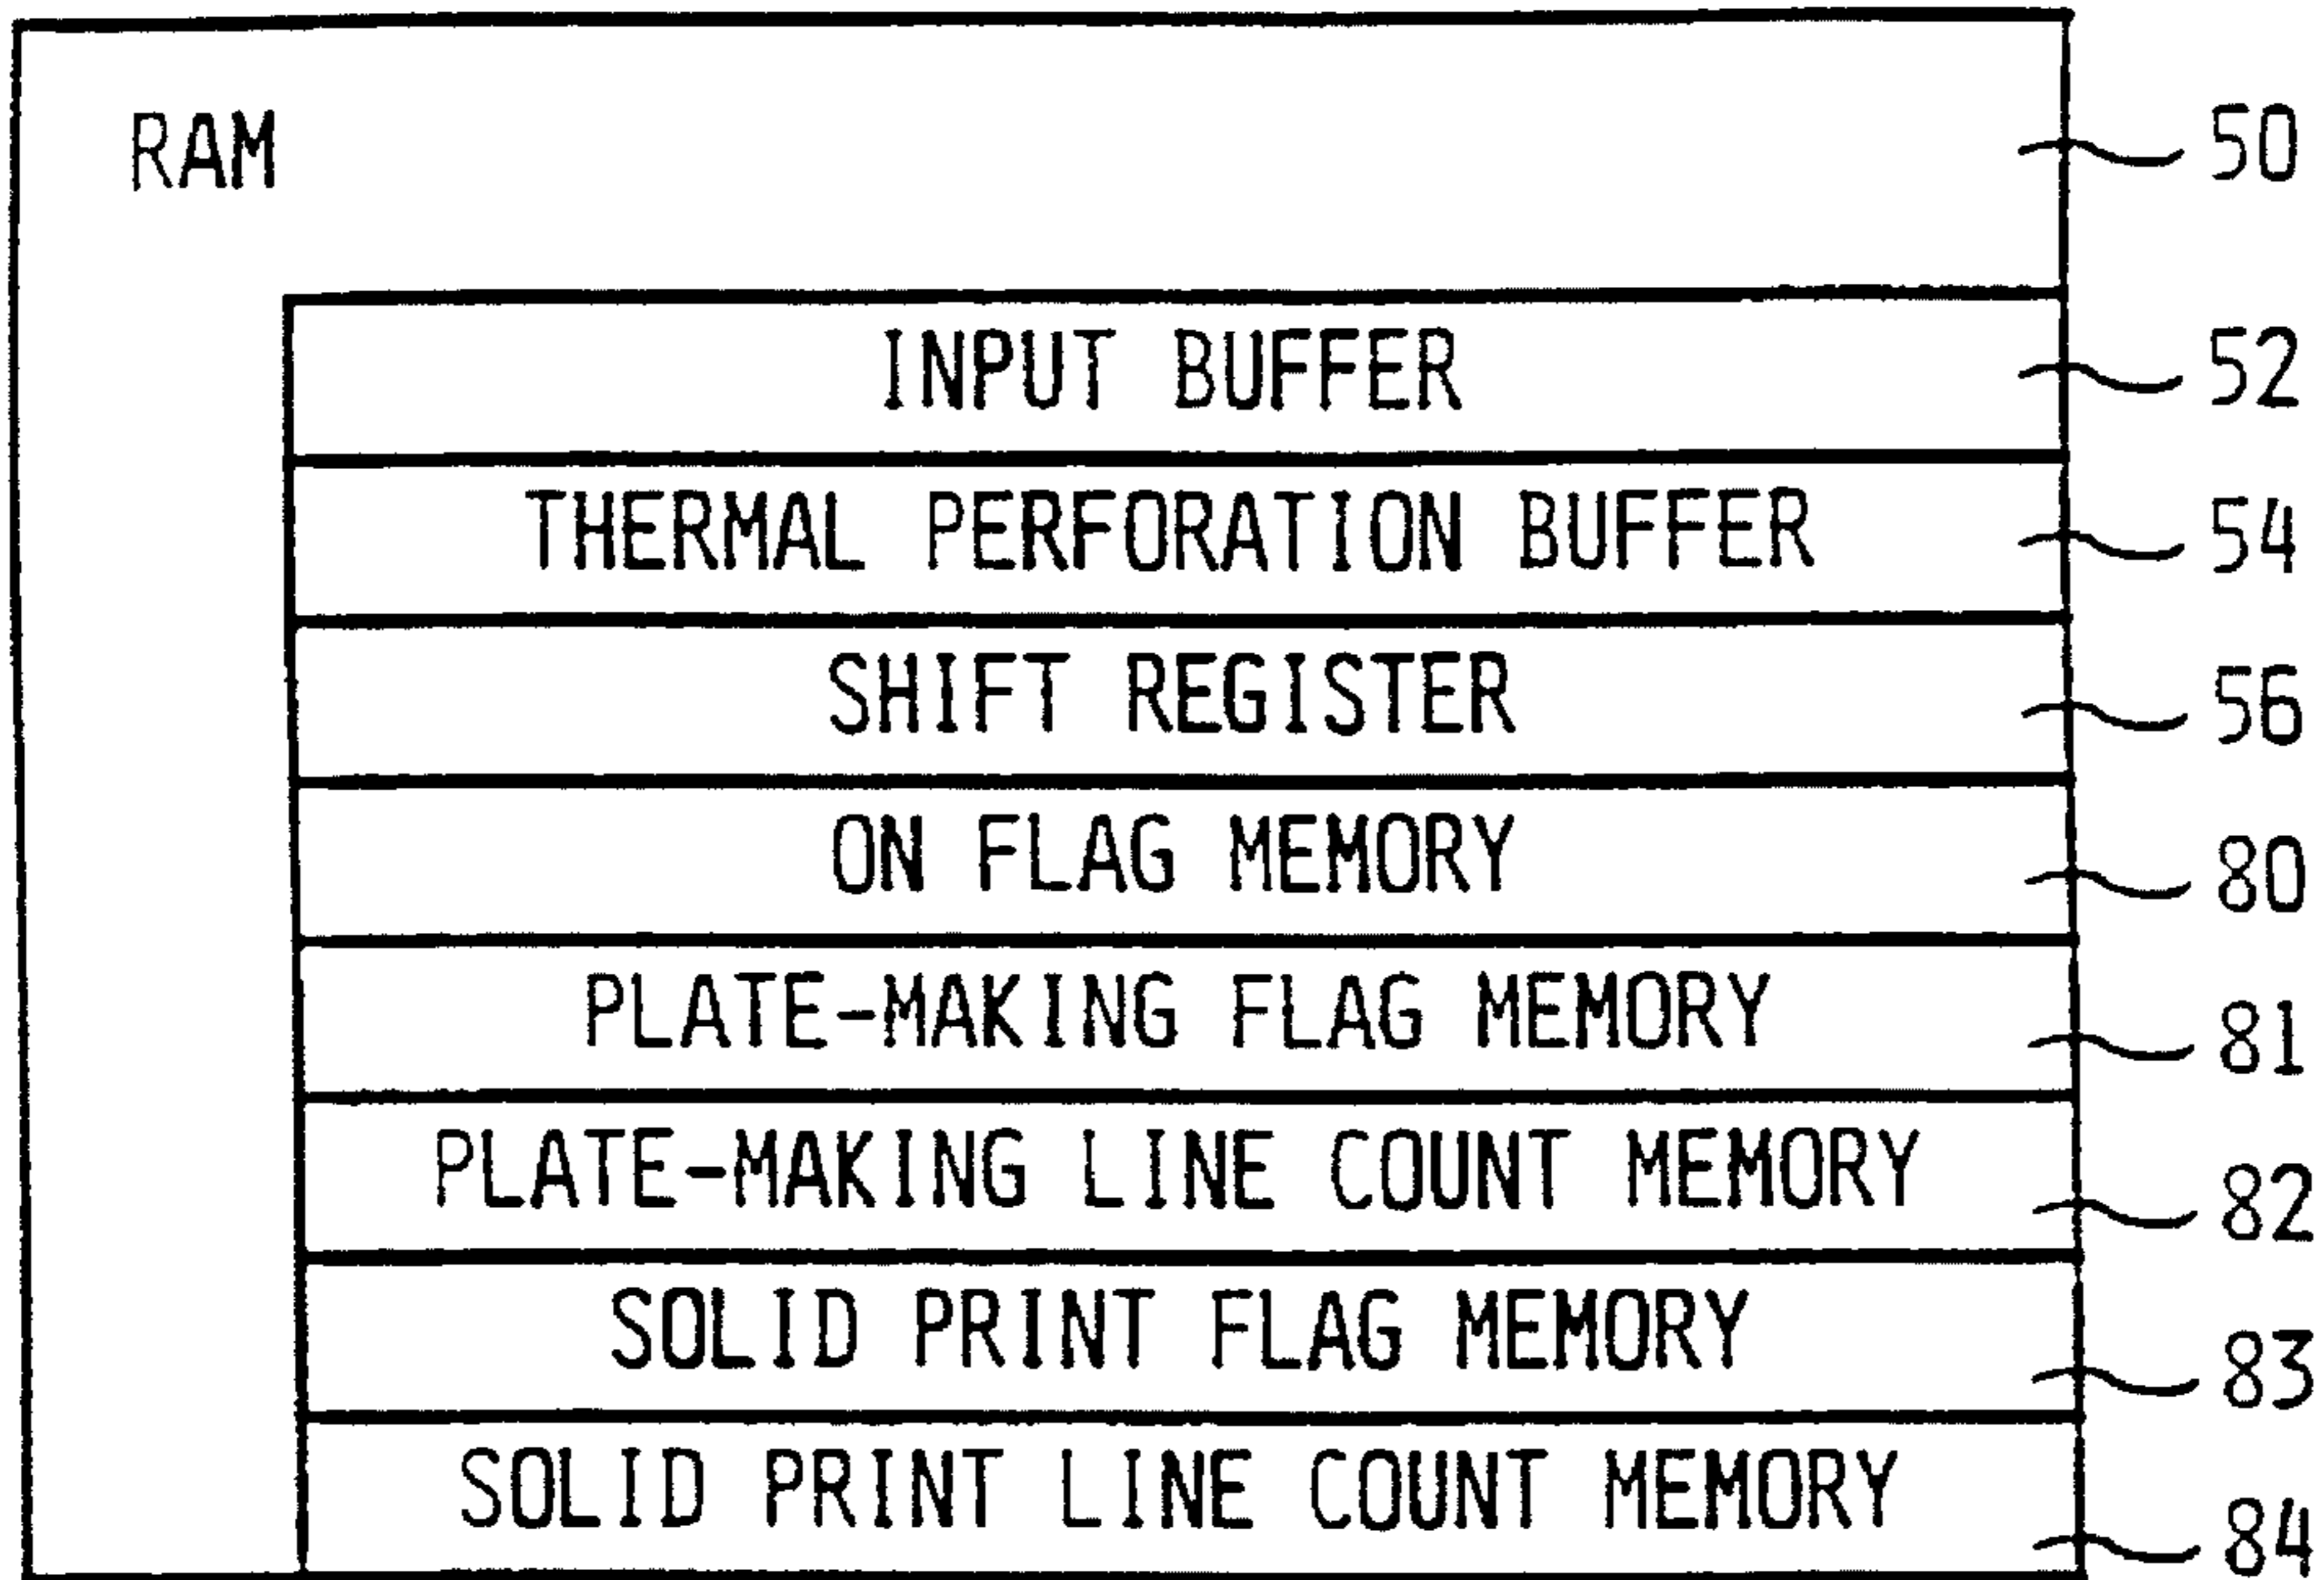 RAM 50
INPUT BUFFER 52
THERMAL PERFORATION BUFFER 54
SHIFT REGISTER 56
ON FLAG MEMORY 80
PLATE-MAKING FLAG MEMORY 81
PLATE-MAKING LINE COUNT MEMORY 82
SOLID PRINT FLAG MEMORY 83
SOLID PRINT LINE COUNT MEMORY 84